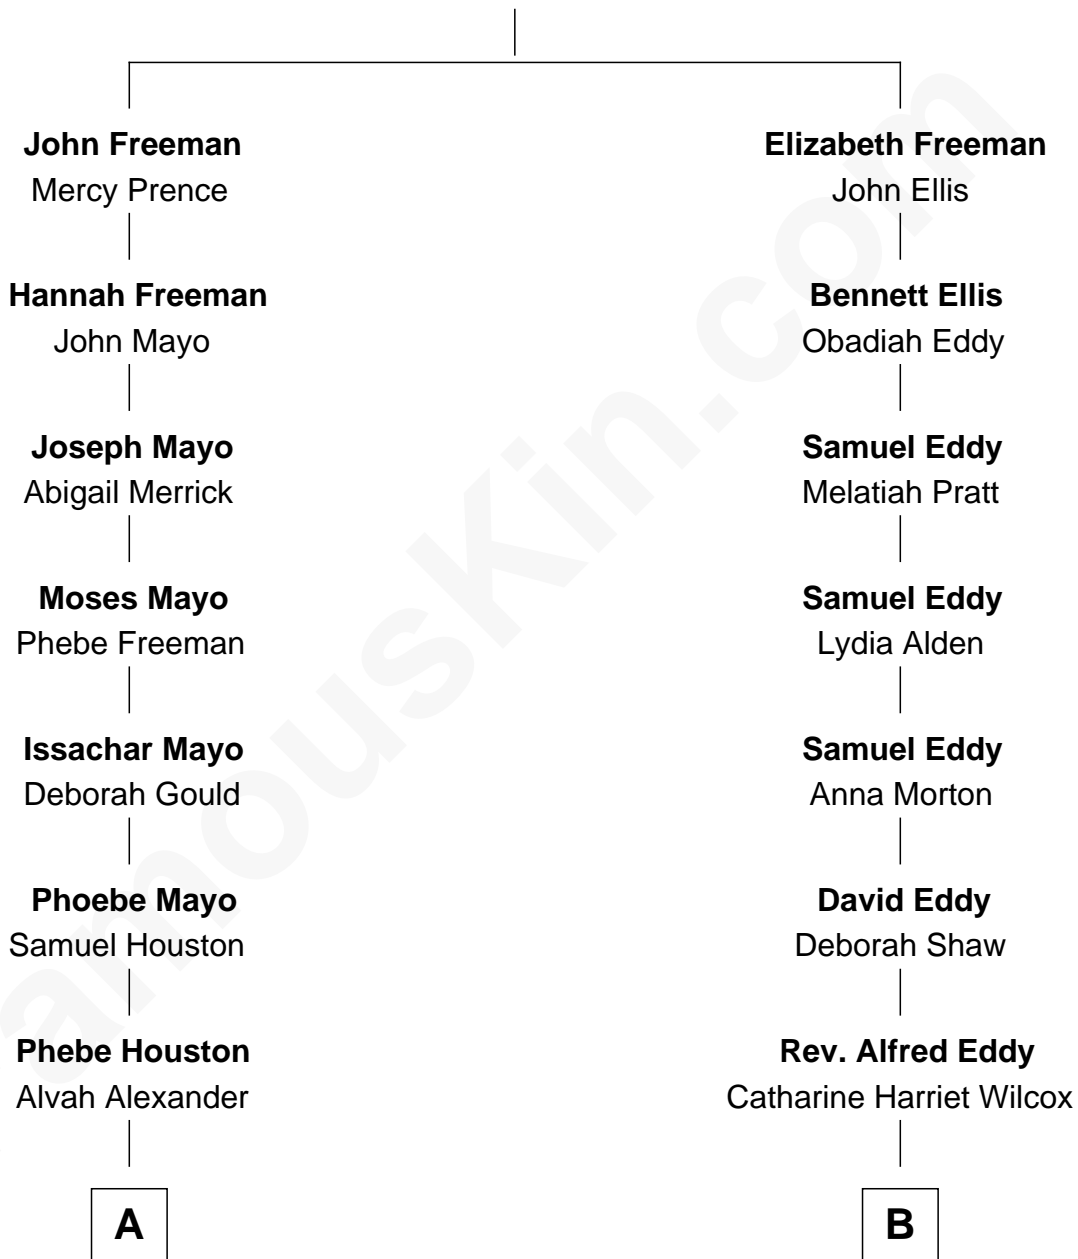 John Freeman
Mercy Prence
Hannah Freeman
John Mayo
Joseph Mayo
Abigail Merrick
Moses Mayo
Phebe Freeman
Issachar Mayo
Deborah Gould
Phoebe Mayo
Samuel Houston
Phebe Houston
Alvah Alexander
A
Elizabeth Freeman
John Ellis
Bennett Ellis
Obadiah Eddy
Samuel Eddy
Melatiah Pratt
Samuel Eddy
Lydia Alden
Samuel Eddy
Anna Morton
David Eddy
Deborah Shaw
Rev. Alfred Eddy
Catharine Harriet Wilcox
B
amouskin.com